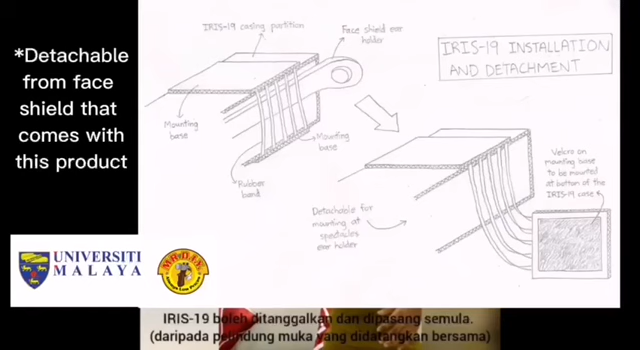 *Detachable
from face
shield that
comes with
this product
IRIS-19 casing partition
Face shield ear
holder
IRIS-19 INSTALLATION
AND DETACHMENT
Mounting
base
Mounting
base
Rubber
band
Velcro on
mounting base
to be mounted
at bottom of the
IRIS-19 case
Detachable for
mounting at
spectacles
ear holder
UNIVERSITI
MALAYA
IRIS-19 boleh ditanggalkan dan dipasang semula.
(daripada pelindung muka yang didatangkan bersama)